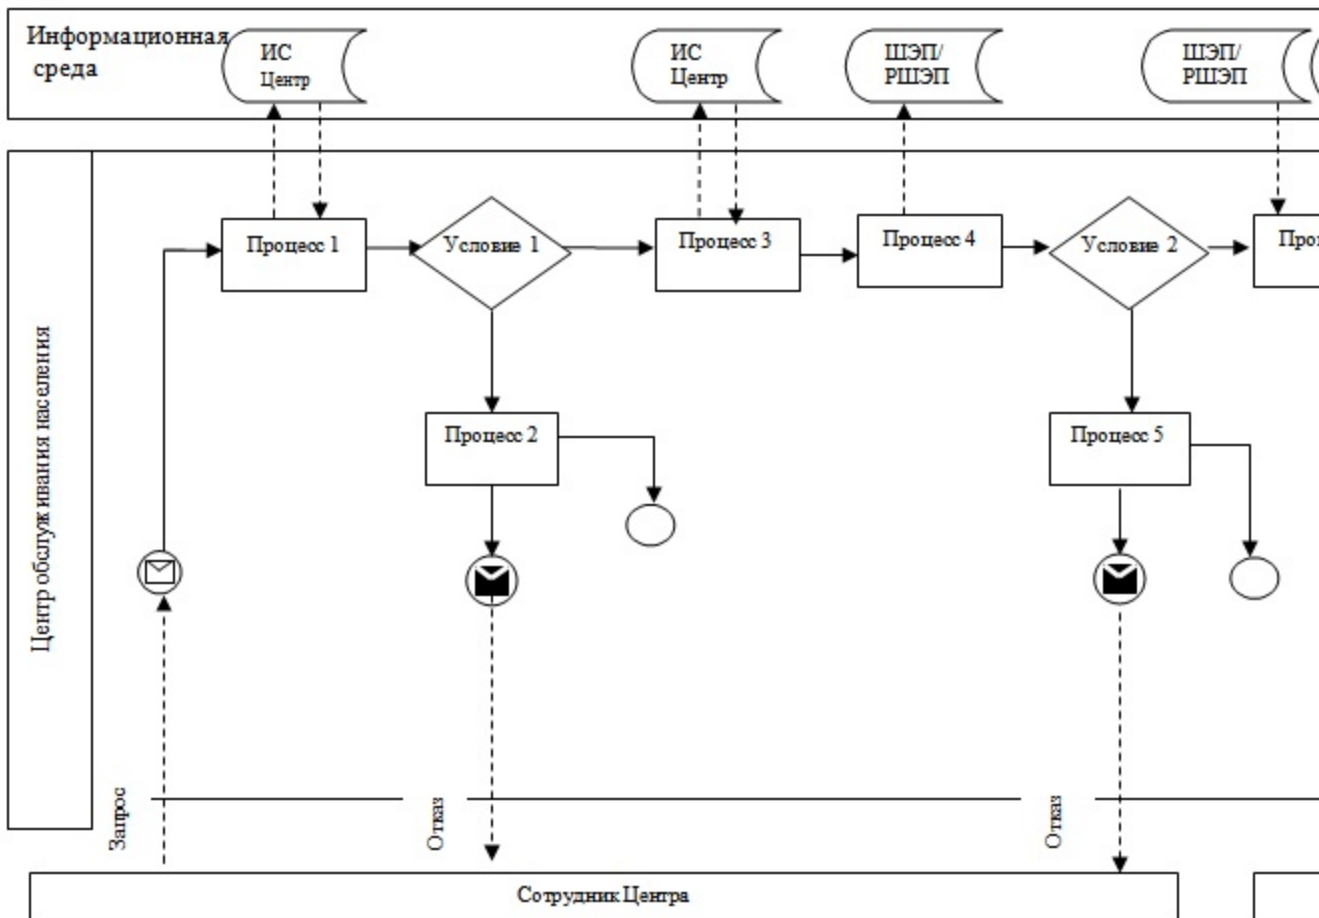 Информационная
среда
ИС
Центр
ИС
Центр
ШЭП/
РШЭП
ШЭП/
РШЭП
Процесс 1
Условие 1
Процесс 3
Процесс 4
Условие 2
Проц
Процесс 2
Процесс 5
Центр обслуживания населения
Запрос
Отказ
Отказ
Сотрудник Центра